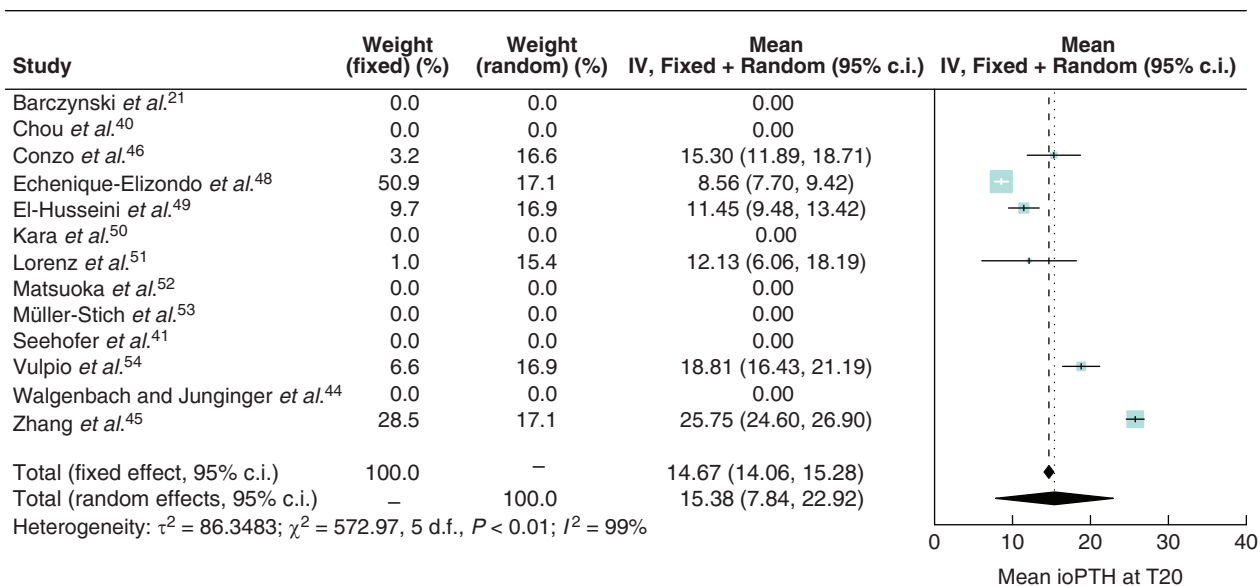 Study Weight (fixed) (%) Weight (random) (%) Mean IV, Fixed + Random (95% c.i.) Mean IV, Fixed + Random (95% c.i.)
Barczynski et al.21 0.0 0.0 0.00
Chou et al.40 0.0 0.0 0.00
Conzo et al.46 3.2 16.6 15.30 (11.89, 18.71)
Echenique-Elizondo et al.48 50.9 17.1 8.56 (7.70, 9.42)
El-Husseini et al.49 9.7 16.9 11.45 (9.48, 13.42)
Kara et al.50 0.0 0.0 0.00
Lorenz et al.51 1.0 15.4 12.13 (6.06, 18.19)
Matsuoka et al.52 0.0 0.0 0.00
Müller-Stich et al.53 0.0 0.0 0.00
Seehofer et al.41 0.0 0.0 0.00
Vulpio et al.54 6.6 16.9 18.81 (16.43, 21.19)
Walgenbach and Junginger et al.44 0.0 0.0 0.00
Zhang et al.45 28.5 17.1 25.75 (24.60, 26.90)
Total (fixed effect, 95% c.i.) 100.0 – 14.67 (14.06, 15.28)
Total (random effects, 95% c.i.) – 100.0 15.38 (7.84, 22.92)
Heterogeneity: τ2 = 86.3483; χ2 = 572.97, 5 d.f., P < 0.01; I2 = 99%
0 10 20 30 40
Mean ioPTH at T20